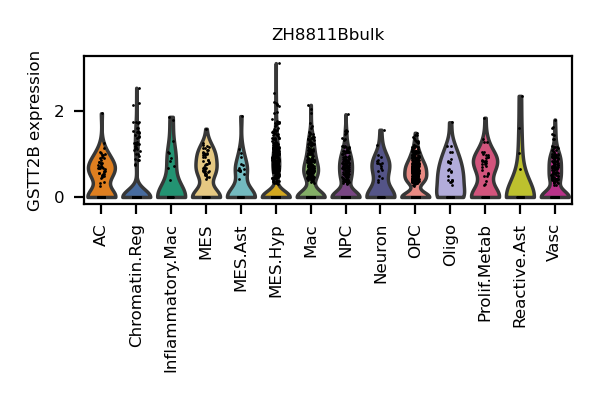 ZH8811Bbulk
GSTT2B expression
2
0
AC
Chromatin.Reg
Inflammatory.Mac
MES
MES.Ast
MES.Hyp
Mac
NPC
Neuron
OPC
Oligo
Prolif.Metab
Reactive.Ast
Vasc